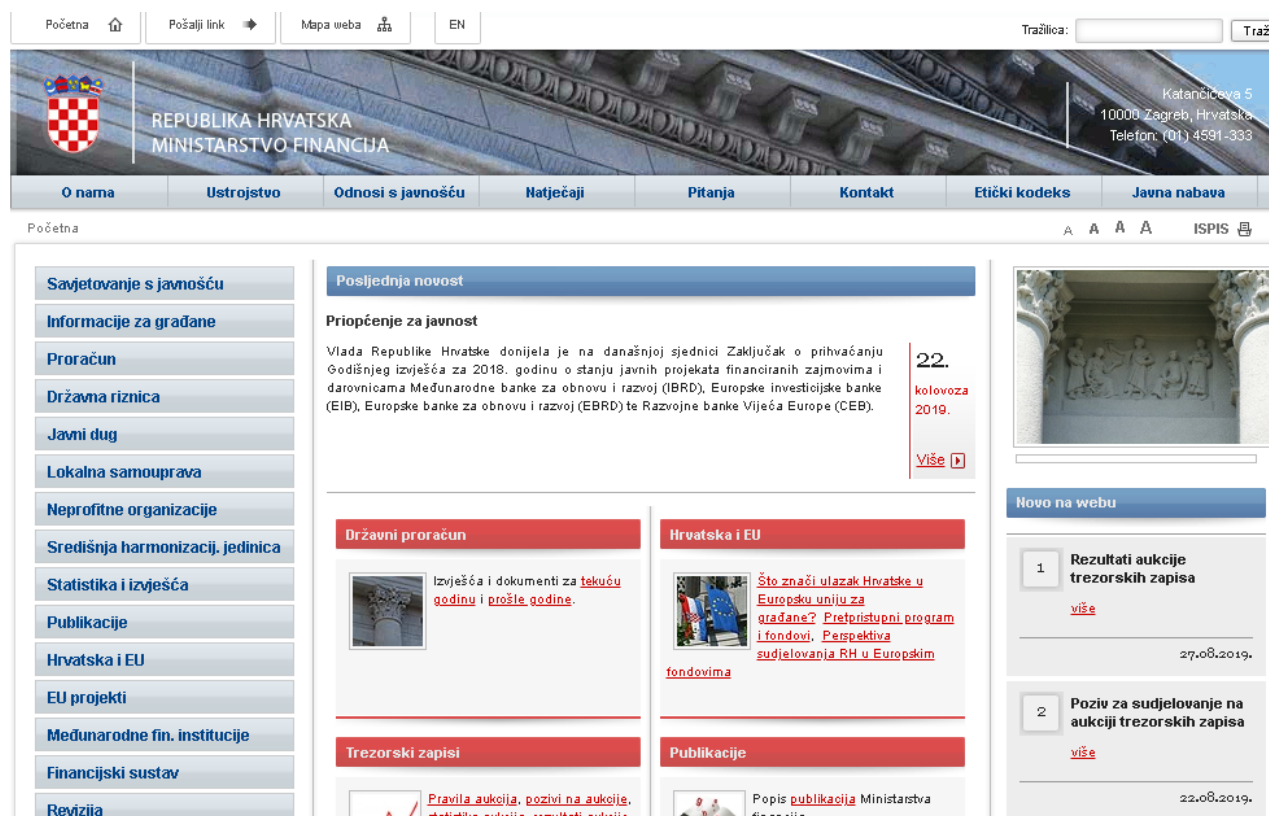 Početna
Pošalji link
Mapa weba
EN
Tražilica:
Traž
REPUBLIKA HRVATSKA
MINISTARSTVO FINANCIJA
Katančićeva 5
10000 Zagreb, Hrvatska
Telefon: (01) 4591-333
O nama
Ustrojstvo
Odnosi s javnošću
Natječaji
Pitanja
Kontakt
Etički kodeks
Javna nabava
Početna
A A A A
ISPIS
Savjetovanje s javnošću
Informacije za građane
Proračun
Državna riznica
Javni dug
Lokalna samouprava
Neprofitne organizacije
Središnja harmonizacij. jedinica
Statistika i izvješća
Publikacije
Hrvatska i EU
EU projekti
Međunarodne fin. institucije
Financijski sustav
Revizija
Posljednja novost
Priopćenje za javnost
Vlada Republike Hrvatske donijela je na današnjoj sjednici Zaključak o prihvaćanju
Godišnjeg izvješća za 2018. godinu o stanju javnih projekata financiranih zajmovima i
darovnicama Međunarodne banke za obnovu i razvoj (IBRD), Europske investicijske banke
(EIB), Europske banke za obnovu i razvoj (EBRD) te Razvojne banke Vijeća Europe (CEB).
22.
kolovoza
2019.
Više
Državni proračun
Izvješća i dokumenti za tekuću
godinu i prošle godine.
Hrvatska i EU
Što znači ulazak Hrvatske u
Europsku uniju za
građane? Pretpristupni program
i fondovi, Perspektiva
sudjelovanja RH u Europskim
fondovima
Trezorski zapisi
Pravila aukcija, pozivi na aukcije,
statistika aukcija, rezultati aukcije
Publikacije
Popis publikacija Ministarstva
financija
Novo na webu
1
Rezultati aukcije
trezorskih zapisa
više
27.08.2019.
2
Poziv za sudjelovanje na
aukciji trezorskih zapisa
više
22.08.2019.